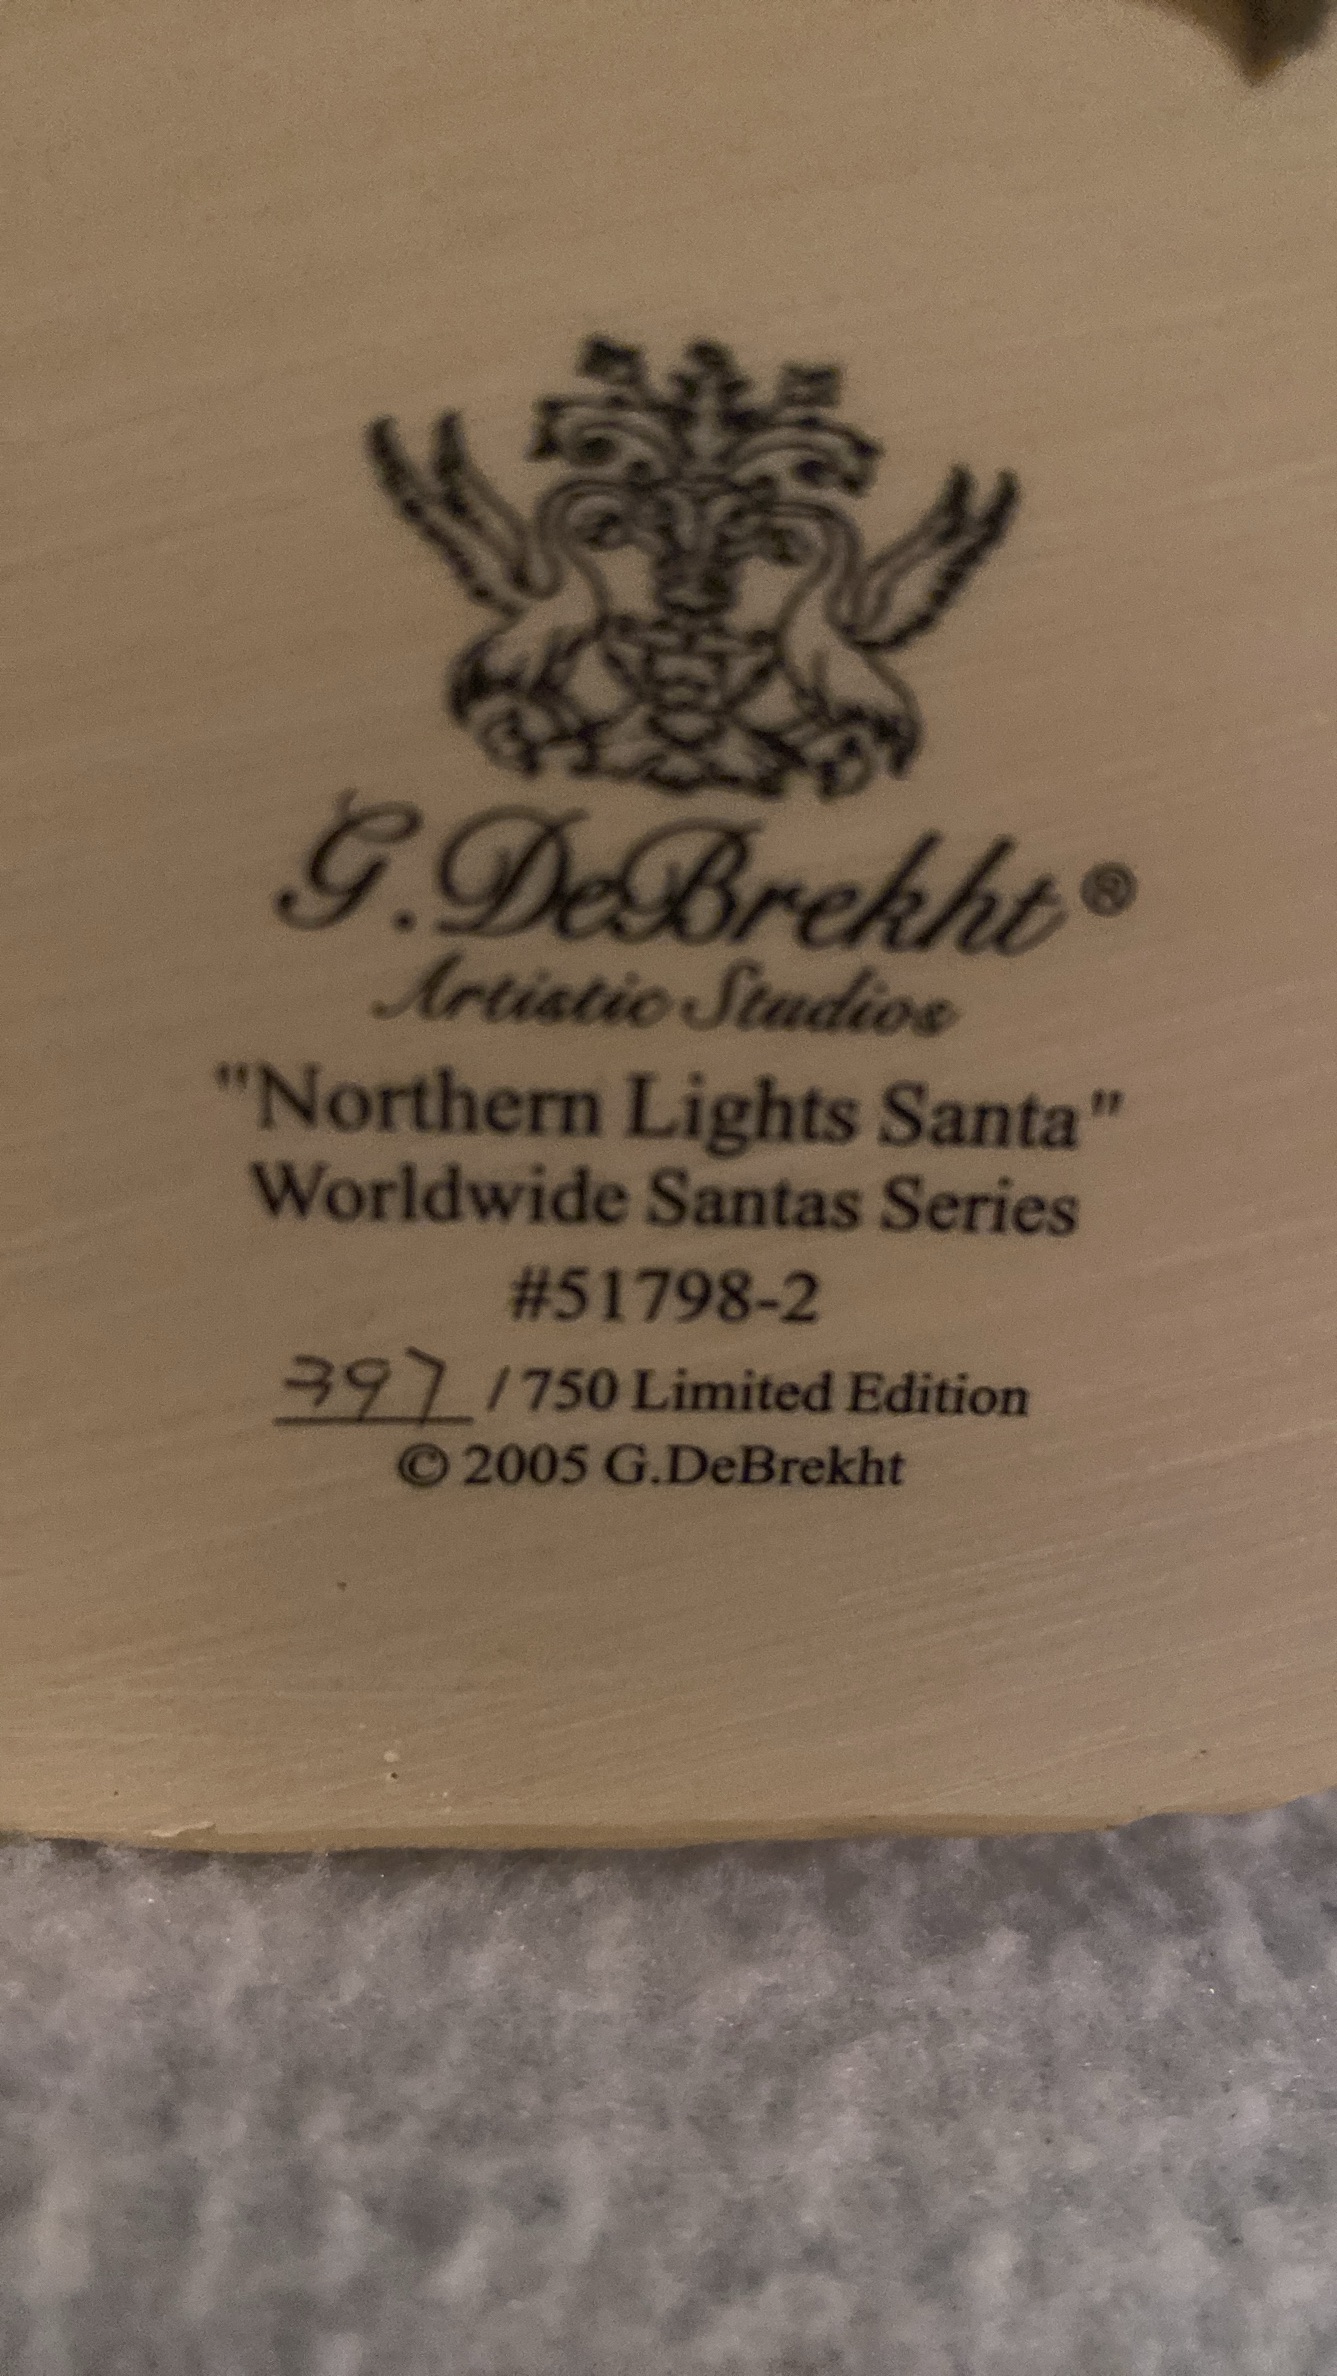 G. DeBrekht®
Artistic Studios
"Northern Lights Santa"
Worldwide Santas Series
#51798-2
397 / 750 Limited Edition
© 2005 G.DeBrekht